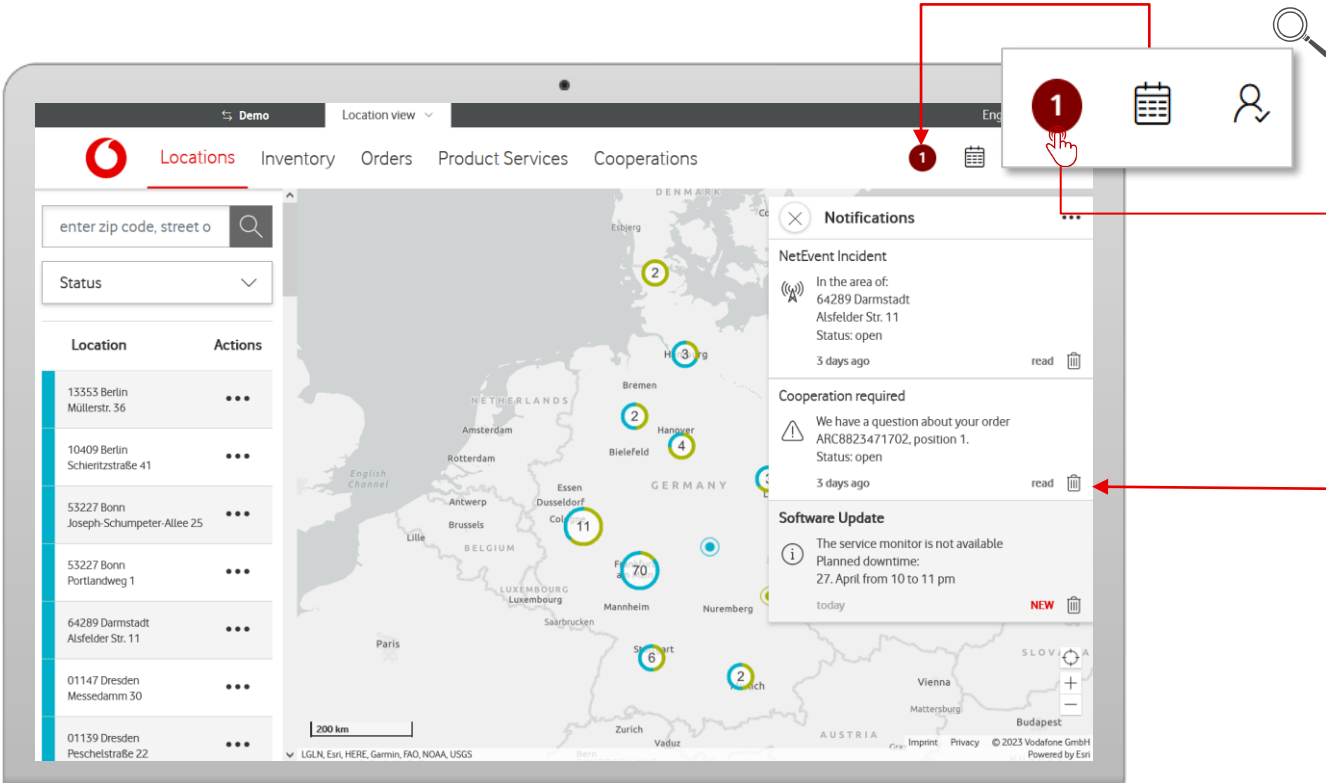 Demo
Location view
Eng
1
1
Locations
Inventory
Orders
Product Services
Cooperations
enter zip code, street o
Status
Location
Actions
13353 Berlin
Müllerstr. 36
10409 Berlin
Schieritzstraße 41
53227 Bonn
Joseph-Schumpeter-Allee 25
53227 Bonn
Portlandweg 1
64289 Darmstadt
Alsfelder Str. 11
01147 Dresden
Messedamm 30
01139 Dresden
Peschelstraße 22
DENMARK
Esbjerg
2
3
Bremen
NETHERLANDS
2
Amsterdam
Hanover
4
Bielefeld
Rotterdam
English
Channel
Essen
GERMANY
Antwerp
Dusseldorf
Brussels
11
Lille
BELGIUM
70
LUXEMBOURG
Luxembourg
Mannheim
Nuremberg
Saarbrucken
Paris
6
2
Vienna
Mattersburg
Budapest
200 km
Zurich
AUSTRIA
Vaduz
Bern
LGLN, Esri, HERE, Garmin, FAO, NOAA, USGS
Imprint
Privacy
© 2023 Vodafone GmbH
Powered by Esri
Notifications
NetEvent Incident
In the area of:
64289 Darmstadt
Alsfelder Str. 11
Status: open
3 days ago
read
Cooperation required
We have a question about your order
ARC8823471702, position 1.
Status: open
3 days ago
read
Software Update
The service monitor is not available
Planned downtime:
27. April from 10 to 11 pm
today
NEW